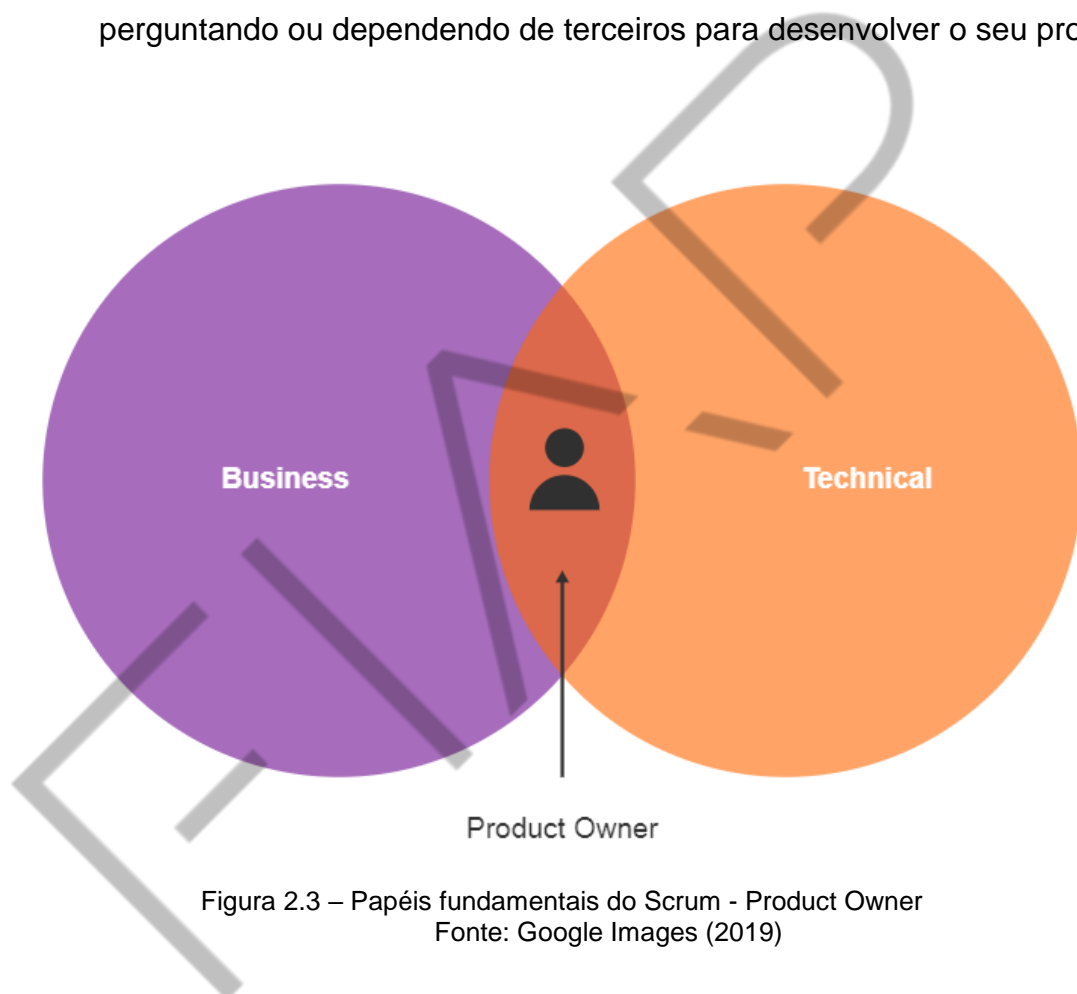 perguntando ou dependendo de terceiros para desenvolver o seu pro
Business
Technical
Product Owner
Figura 2.3 – Papéis fundamentais do Scrum - Product Owner
Fonte: Google Images (2019)
FIAP